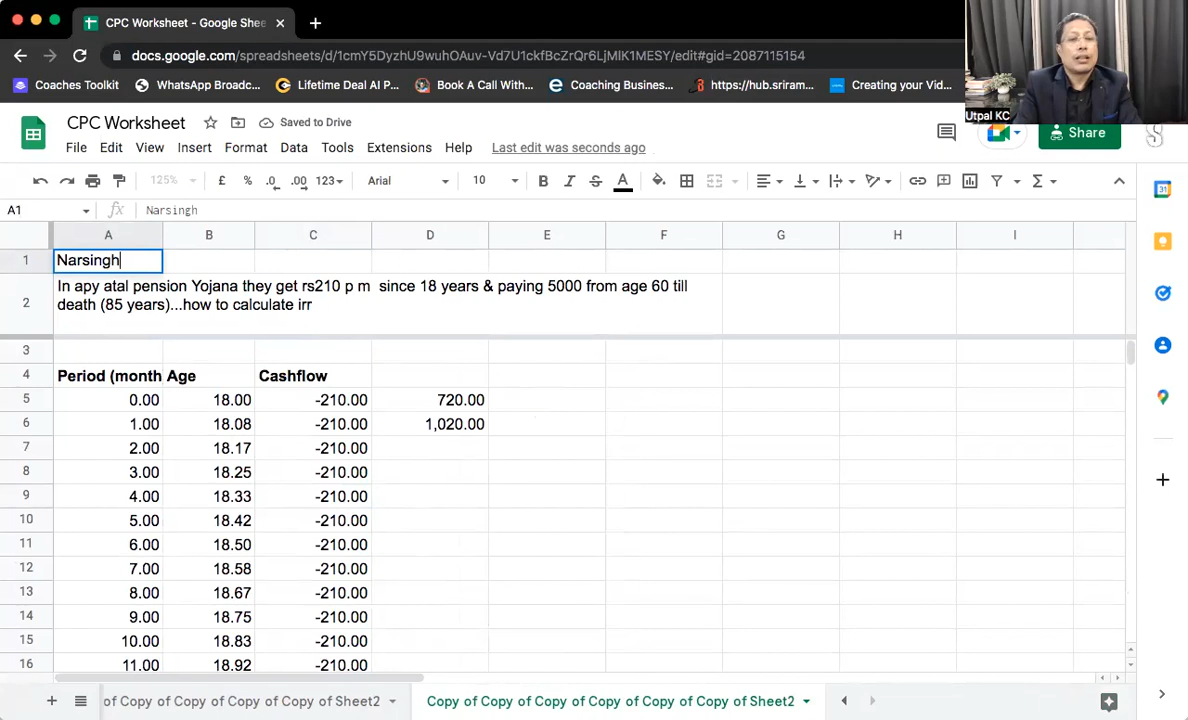 CPC Worksheet - Google Shee
docs.google.com/spreadsheets/d/1cmY5DyzhU9wuhOAuv-Vd7U1ckfBcZrQr6LjMIK1MESY/edit#gid=2087115154
Coaches Toolkit WhatsApp Broadc... Lifetime Deal AI P... Book A Call With... Coaching Busines... https://hub.sriram... Creating your Vid...
Utpal KC
CPC Worksheet Saved to Drive
Share
File Edit View Insert Format Data Tools Extensions Help Last edit was seconds ago
125% £ % .0 .00 123 Arial 10 B I S A
A1 fx Narsingh
A B C D E F G H I
1 Narsingh
In apy atal pension Yojana they get rs210 p m since 18 years & paying 5000 from age 60 till
2 death (85 years)...how to calculate irr
3
4 Period (month Age Cashflow
5 0.00 18.00 -210.00 720.00
6 1.00 18.08 -210.00 1,020.00
7 2.00 18.17 -210.00
8 3.00 18.25 -210.00
9 4.00 18.33 -210.00
10 5.00 18.42 -210.00
11 6.00 18.50 -210.00
12 7.00 18.58 -210.00
13 8.00 18.67 -210.00
14 9.00 18.75 -210.00
15 10.00 18.83 -210.00
16 11.00 18.92 -210.00
of Copy of Copy of Copy of Copy of Sheet2 Copy of Copy of Copy of Copy of Copy of Copy of Sheet2